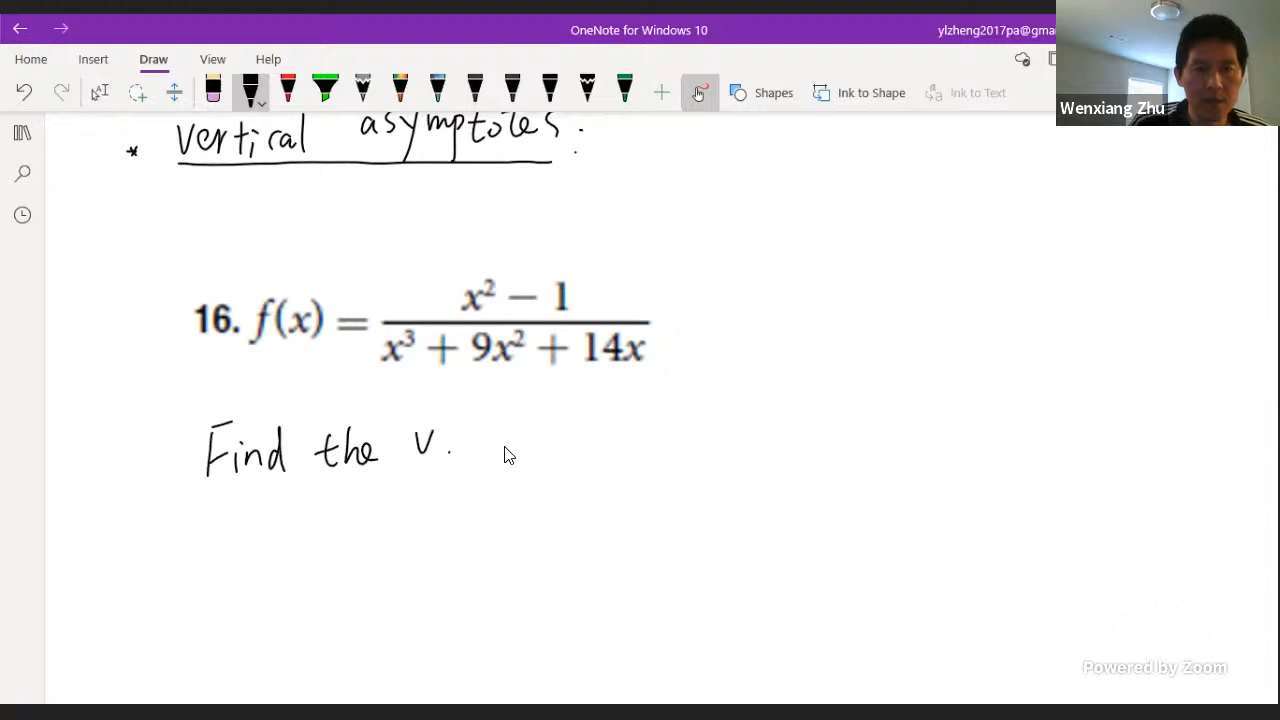 OneNote for Windows 10
ylzheng2017pa@gma
Home Insert Draw View Help
Shapes Ink to Shape Ink to Text
Wenxiang Zhu
* vertical asymptotes:
16. f(x) = x² − 1 / x³ + 9x² + 14x
Find the v.
Powered by Zoom